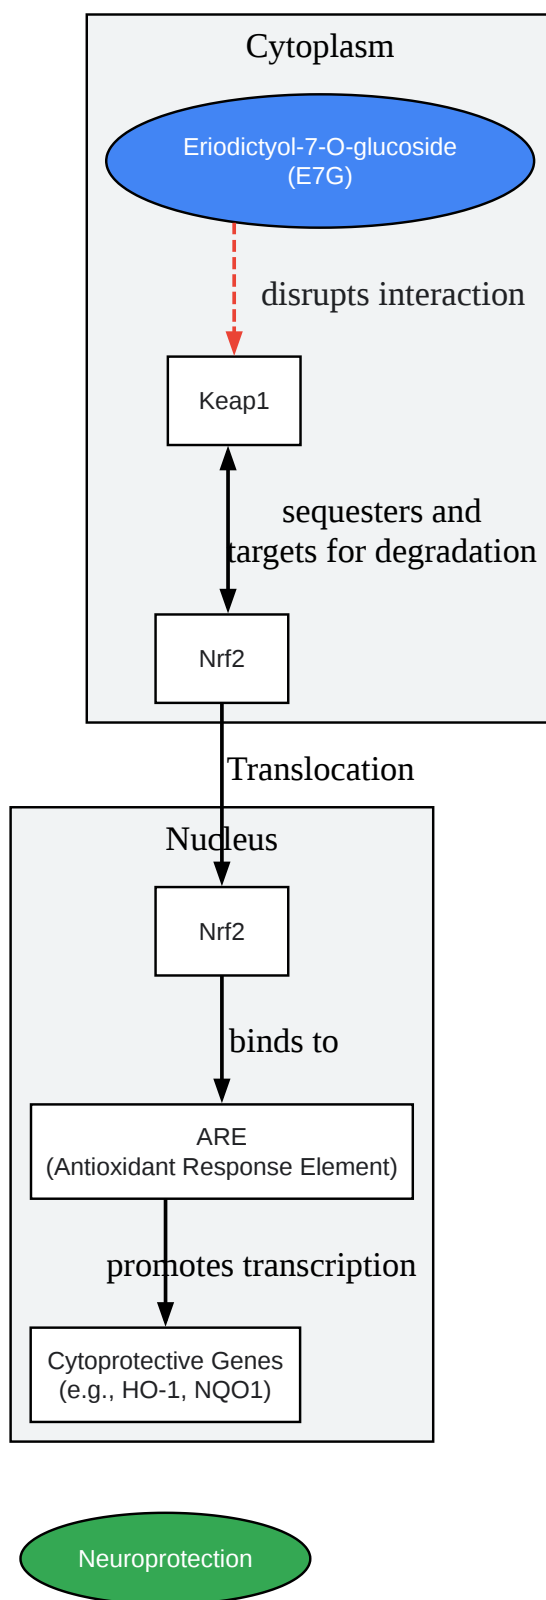 Cytoplasm
Eriodictyol-7-O-glucoside
(E7G)
disrupts interaction
Keap1
sequesters and
targets for degradation
Nrf2
Translocation
Nucleus
Nrf2
binds to
ARE
(Antioxidant Response Element)
promotes transcription
Cytoprotective Genes
(e.g., HO-1, NQO1)
Neuroprotection